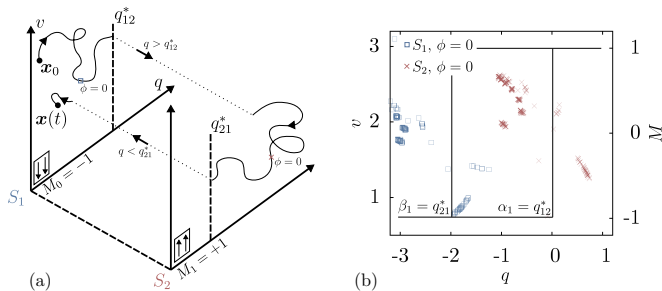 v
q*12
q > q*12
x0
ϕ = 0
q
x(t)
q*21
q < q*21
ϕ = 0
M0 = −1
S1
M1 = +1
S2
(a)
3
S1, ϕ = 0
1
S2, ϕ = 0
v
2
0
M
1
β1 = q*21
α1 = q*12
-1
-3
-2
-1
0
1
(b)
q